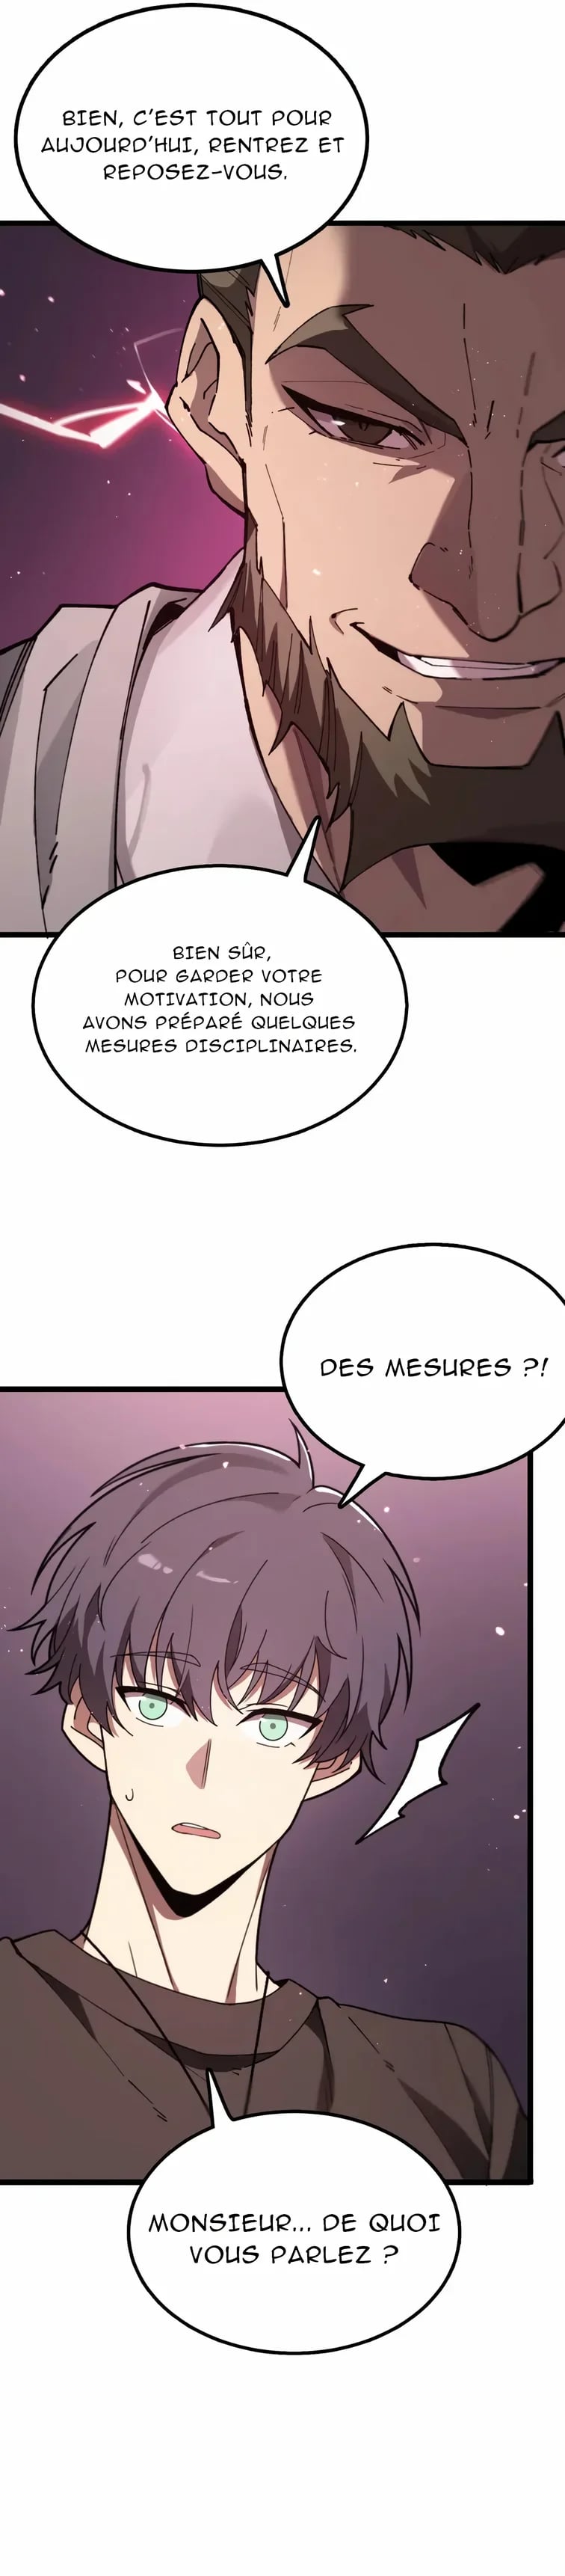 BIEN, C'EST TOUT POUR
AUJOURD'HUI, RENTREZ ET
REPOSEZ-VOUS.
BIEN SÛR,
POUR GARDER VOTRE
MOTIVATION, NOUS
AVONS PRÉPARÉ QUELQUES
MESURES DISCIPLINAIRES.
DES MESURES ?!
MONSIEUR... DE QUOI
VOUS PARLEZ ?